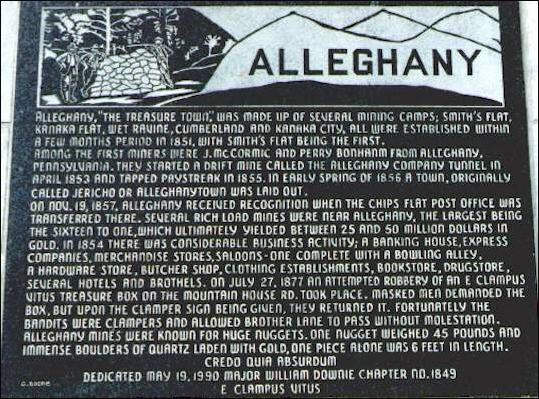 ALLEGHANY
ALLEGHANY, "THE TREASURE TOWN," WAS MADE UP OF SEVERAL MINING CAMPS; SMITH'S FLAT,
KANAKA FLAT, WET RAVINE, CUMBERLAND AND KANAKA CITY, ALL WERE ESTABLISHED WITHIN
A FEW MONTHS PERIOD IN 1851, WITH SMITH'S FLAT BEING THE FIRST.
AMONG THE FIRST MINERS WERE J.McCORMIC AND PERRY BONHAM FROM ALLEGHANY,
PENNSYLVANIA. THEY STARTED A DRIFT MINE CALLED THE ALLEGHANY COMPANY TUNNEL IN
APRIL 1853 AND TAPPED PAYSTREAK IN 1855. IN EARLY SPRING OF 1856 A TOWN, ORIGINALLY
CALLED JERICHO OR ALLEGHANYTOWN WAS LAID OUT.
ON NOV. 19, 1857, ALLEGHANY RECEIVED RECOGNITION WHEN THE CHIPS FLAT POST OFFICE WAS
TRANSFERRED THERE. SEVERAL RICH LOAD MINES WERE NEAR ALLEGHANY, THE LARGEST BEING
THE SIXTEEN TO ONE, WHICH ULTIMATELY YIELDED BETWEEN 25 AND 50 MILLION DOLLARS IN
GOLD. IN 1854 THERE WAS CONSIDERABLE BUSINESS ACTIVITY; A BANKING HOUSE, EXPRESS
COMPANIES, MERCHANDISE STORES, SALOONS-ONE COMPLETE WITH A BOWLING ALLEY,
A HARDWARE STORE, BUTCHER SHOP, CLOTHING ESTABLISHMENTS, BOOKSTORE, DRUGSTORE,
SEVERAL HOTELS AND BROTHELS. ON JULY 27, 1877 AN ATTEMPTED ROBBERY OF AN E CLAMPUS
VITUS TREASURE BOX ON THE MOUNTAIN HOUSE RD. TOOK PLACE. MASKED MEN DEMANDED THE
BOX, BUT UPON THE CLAMPER SIGN BEING GIVEN, THEY RETURNED IT. FORTUNATELY THE
BANDITS WERE CLAMPERS AND ALLOWED BROTHER LANE TO PASS WITHOUT MOLESTATION.
ALLEGHANY MINES WERE KNOWN FOR HUGE NUGGETS. ONE NUGGET WEIGHED 45 POUNDS AND
IMMENSE BOULDERS OF QUARTZ LADEN WITH GOLD, ONE PIECE ALONE WAS 6 FEET IN LENGTH.
CREDO QUIA ABSURDUM
DEDICATED MAY 19, 1990 MAJOR WILLIAM DOWNIE CHAPTER NO. 1849
E CLAMPUS VITUS